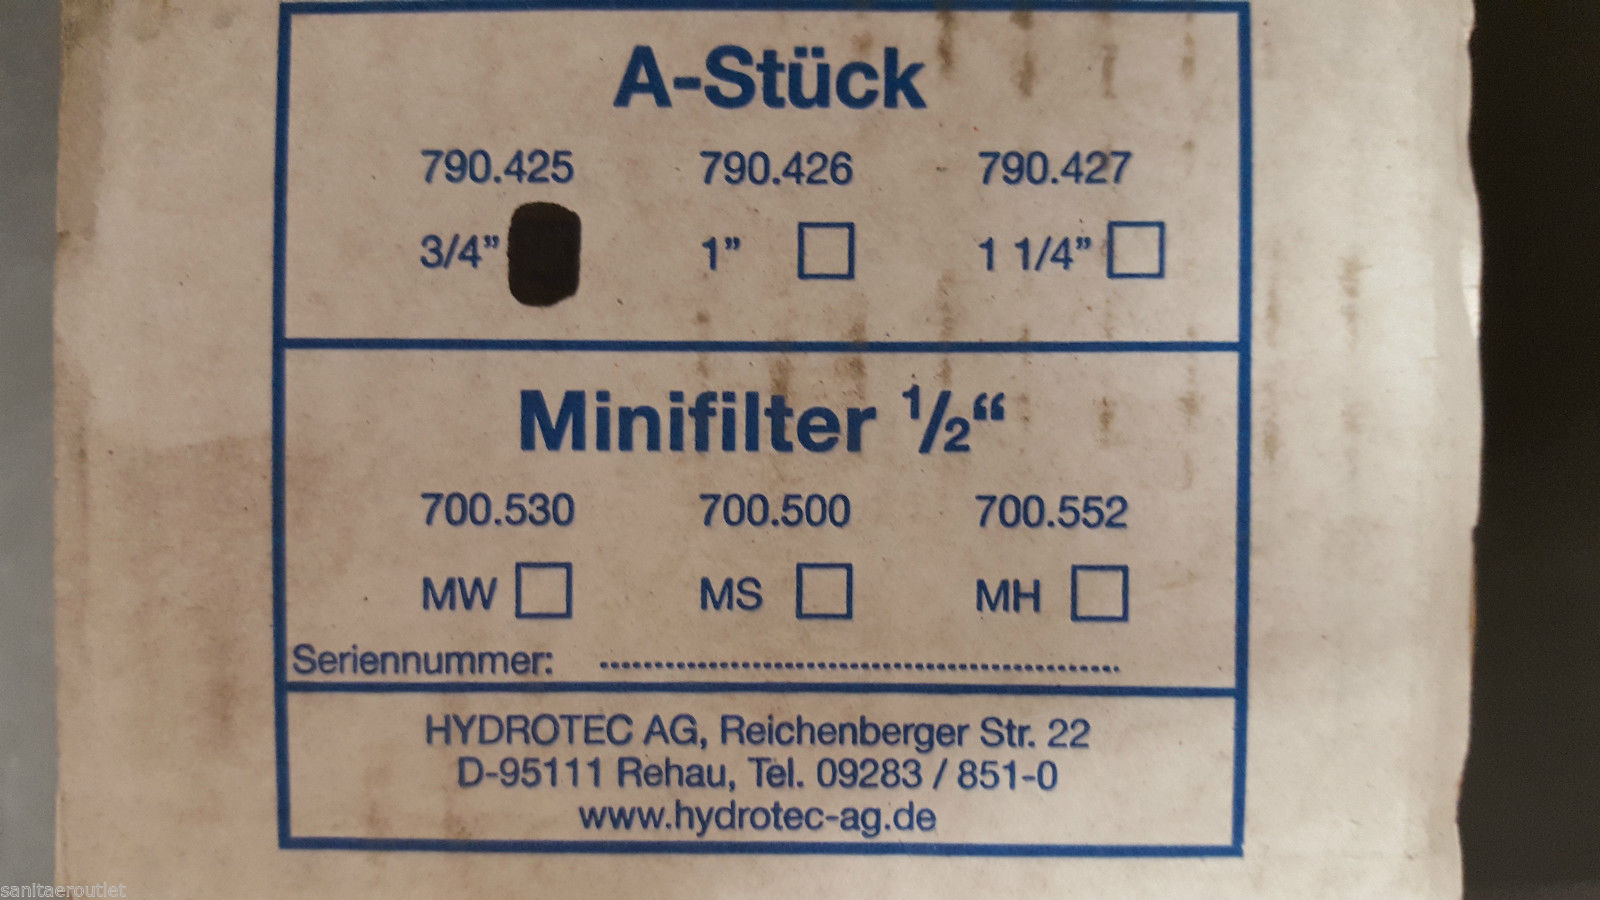 A-Stück
790.425 790.426 790.427
3/4” 1” 1 1/4”
Minifilter ½“
700.530 700.500 700.552
MW MS MH
Seriennummer: ........................................................
HYDROTEC AG, Reichenberger Str. 22
D-95111 Rehau, Tel. 09283 / 851-0
www.hydrotec-ag.de
sanitaeroutlet